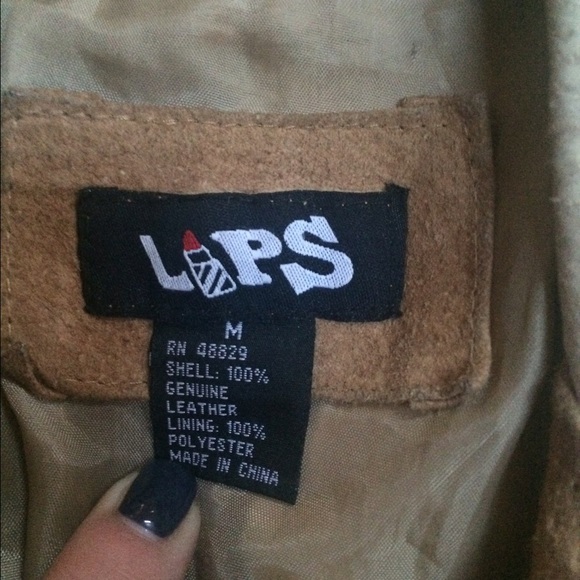 LIPS
M
RN 48829
SHELL: 100%
GENUINE
LEATHER
LINING: 100%
POLYESTER
MADE IN CHINA